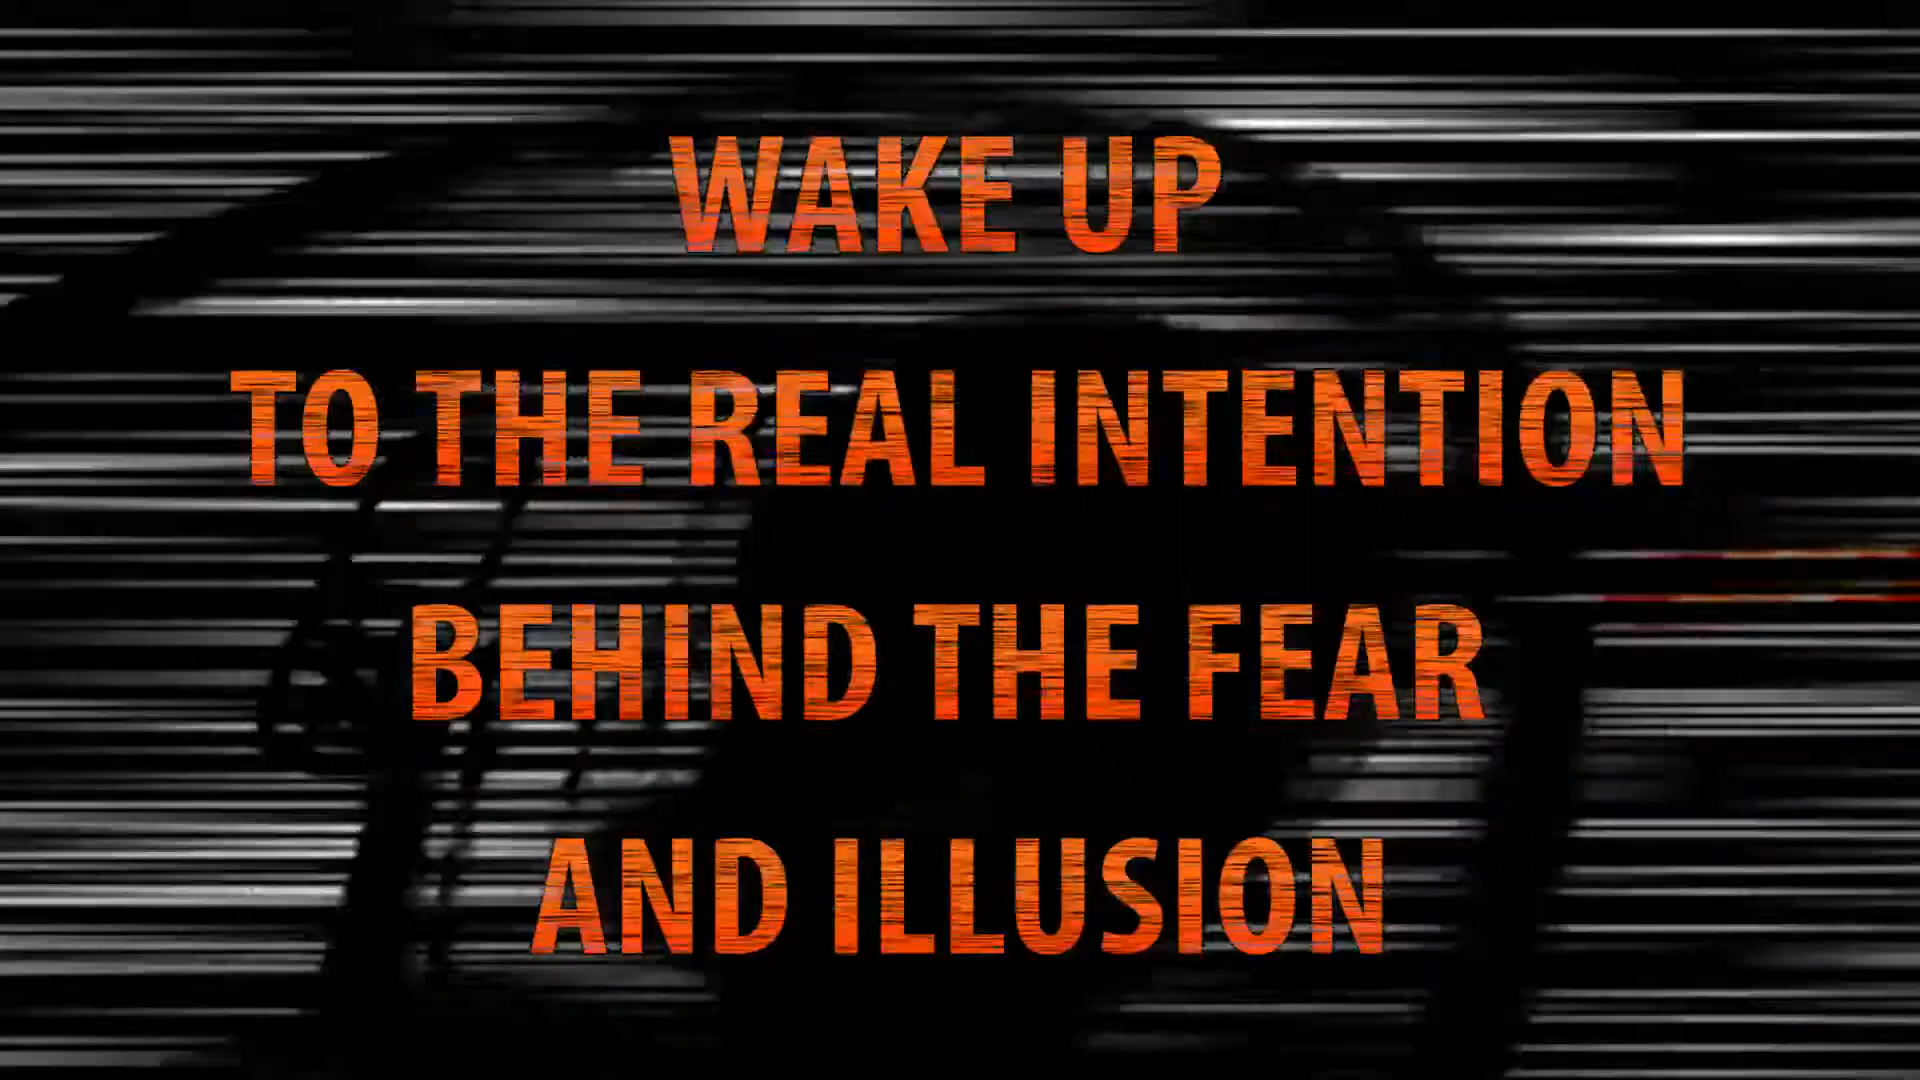 WAKE UP
TO THE REAL INTENTION
BEHIND THE FEAR
AND ILLUSION